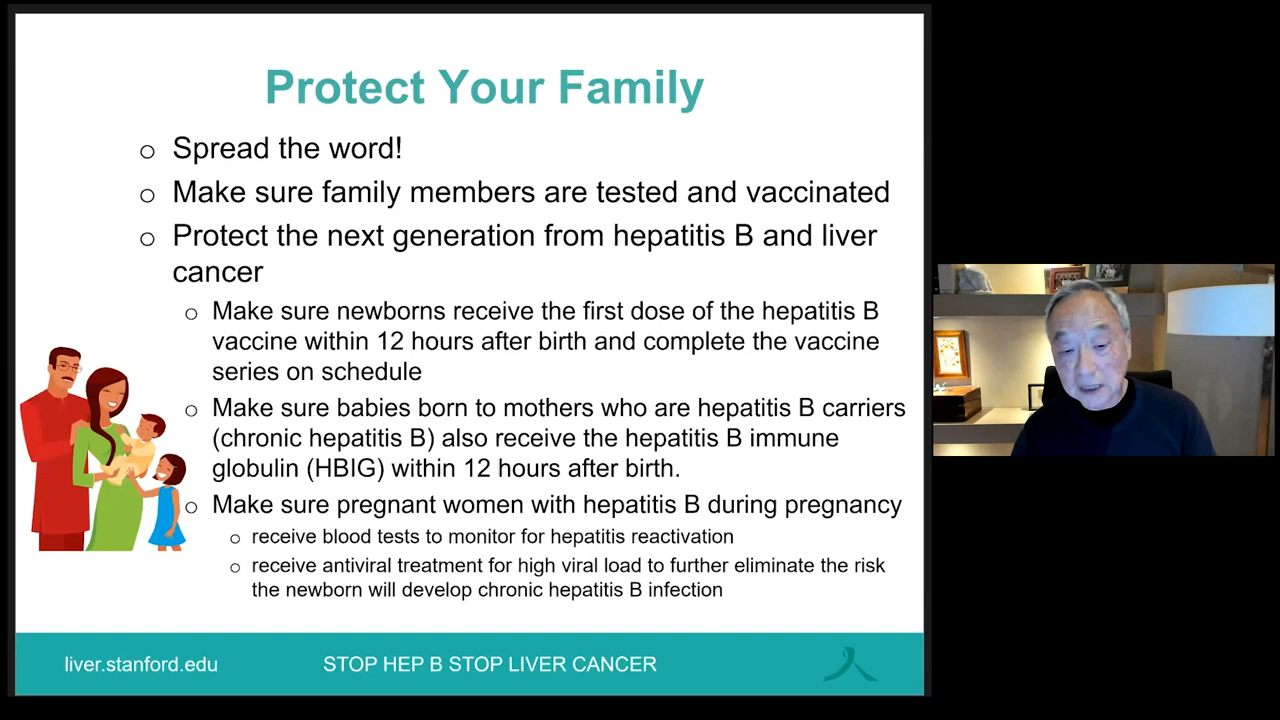 Protect Your Family
o Spread the word!
o Make sure family members are tested and vaccinated
o Protect the next generation from hepatitis B and liver
cancer
o Make sure newborns receive the first dose of the hepatitis B
vaccine within 12 hours after birth and complete the vaccine
series on schedule
o Make sure babies born to mothers who are hepatitis B carriers
(chronic hepatitis B) also receive the hepatitis B immune
globulin (HBIG) within 12 hours after birth.
o Make sure pregnant women with hepatitis B during pregnancy
o receive blood tests to monitor for hepatitis reactivation
o receive antiviral treatment for high viral load to further eliminate the risk
the newborn will develop chronic hepatitis B infection
liver.stanford.edu
STOP HEP B STOP LIVER CANCER